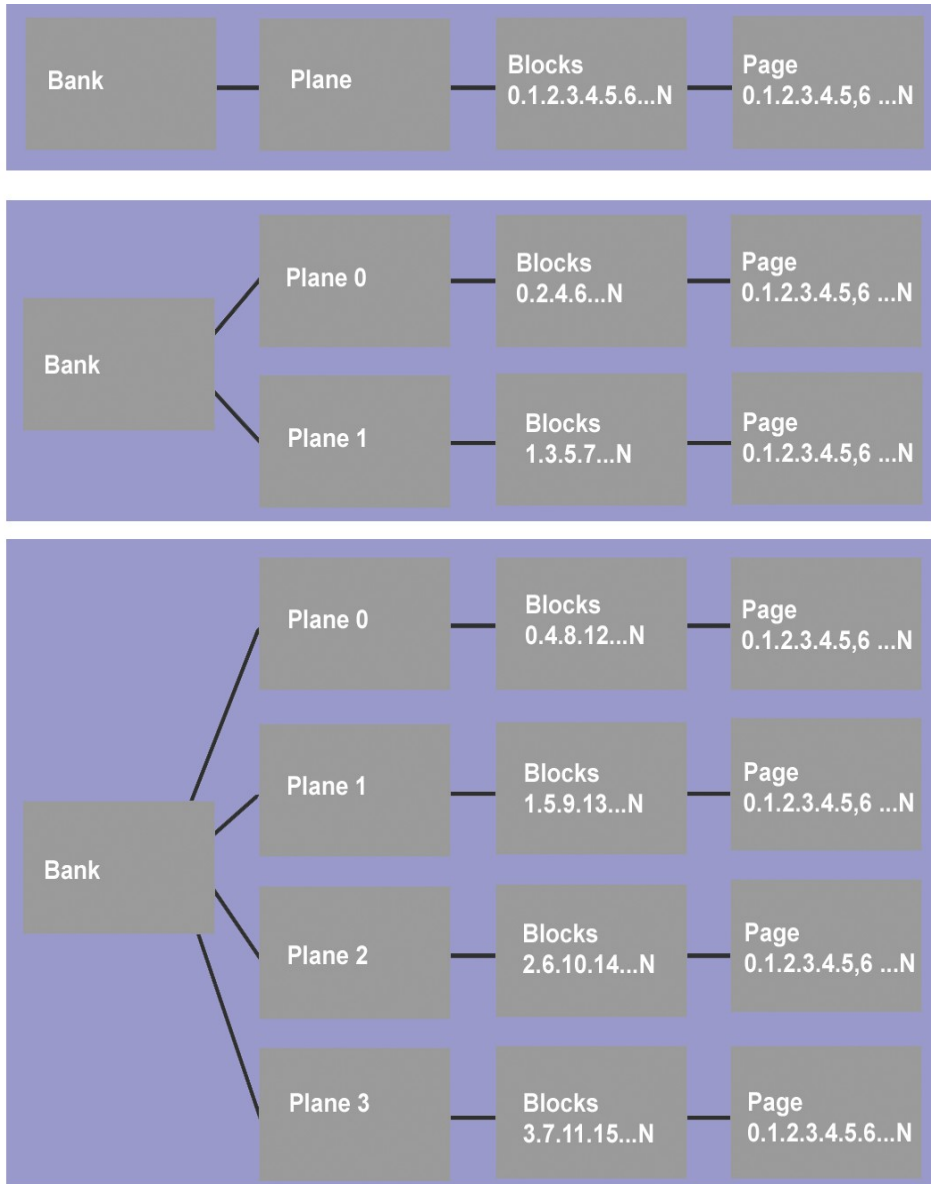 Bank
Plane
Blocks
0.1.2.3.4.5.6...N
Page
0.1.2.3.4.5,6 ...N
Bank
Plane 0
Blocks
0.2.4.6...N
Page
0.1.2.3.4.5,6 ...N
Plane 1
Blocks
1.3.5.7...N
Page
0.1.2.3.4.5,6 ...N
Bank
Plane 0
Blocks
0.4.8.12...N
Page
0.1.2.3.4.5,6 ...N
Plane 1
Blocks
1.5.9.13...N
Page
0.1.2.3.4.5,6 ...N
Plane 2
Blocks
2.6.10.14...N
Page
0.1.2.3.4.5,6 ...N
Plane 3
Blocks
3.7.11.15...N
Page
0.1.2.3.4.5.6...N